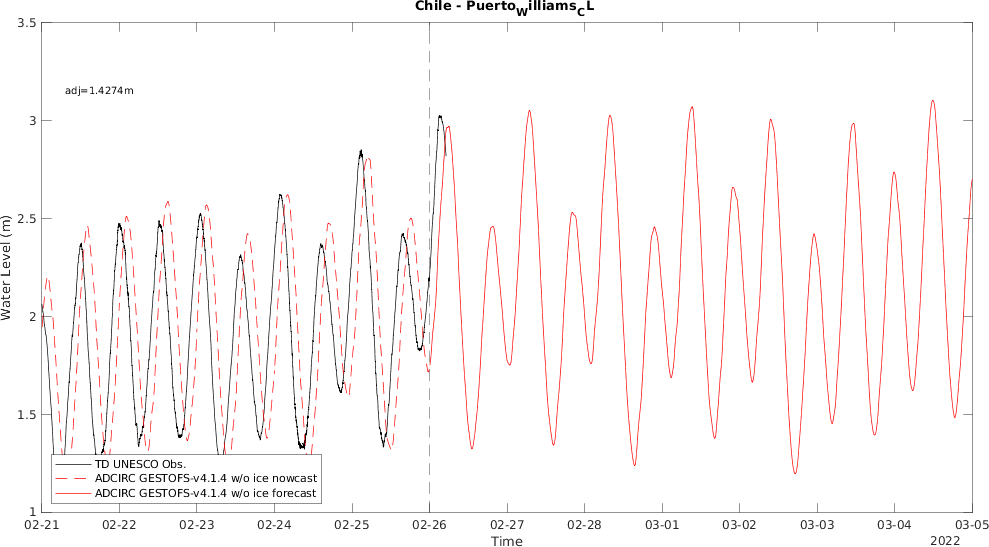 Chile - PuertoWilliamsCL
3.5
3
2.5
2
1.5
1
Water Level (m)
adj=1.4274m
TD UNESCO Obs.
ADCIRC GESTOFS-v4.1.4 w/o ice nowcast
ADCIRC GESTOFS-v4.1.4 w/o ice forecast
02-21 02-22 02-23 02-24 02-25 02-26 02-27 02-28 03-01 03-02 03-03 03-04 03-05
Time
2022